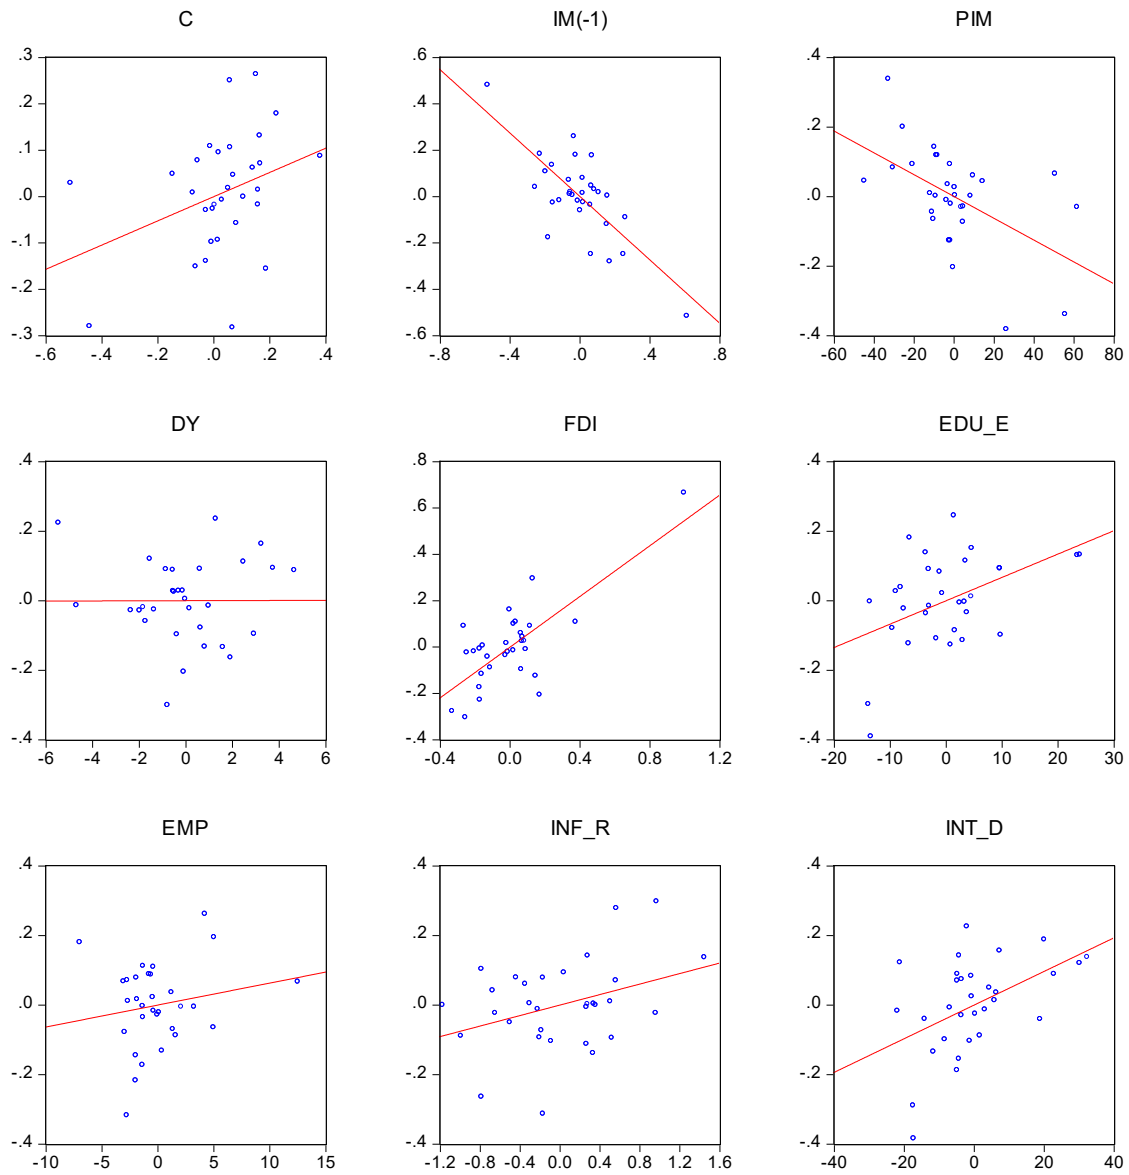 C IM(-1) PIM
.3 .6 .4
.2 .4 .2
.1 .2
.0 .0 .0
-.1 -.2 -.2
-.2 -.4
-.3 -.6 -.4
-.6 -.4 -.2 .0 .2 .4 -.8 -.4 .0 .4 .8 -60 -40 -20 0 20 40 60 80
DY FDI EDU_E
.4 .8 .4
.6
.2 .4 .2
.0 .2 .0
.0
-.2 -.2 -.2
-.4 -.4 -.4
-6 -4 -2 0 2 4 6 -0.4 0.0 0.4 0.8 1.2 -20 -10 0 10 20 30
EMP INF_R INT_D
.4 .4 .4
.2 .2 .2
.0 .0 .0
-.2 -.2 -.2
-.4 -.4 -.4
-10 -5 0 5 10 15 -1.2 -0.8 -0.4 0.0 0.4 0.8 1.2 1.6 -40 -20 0 20 40